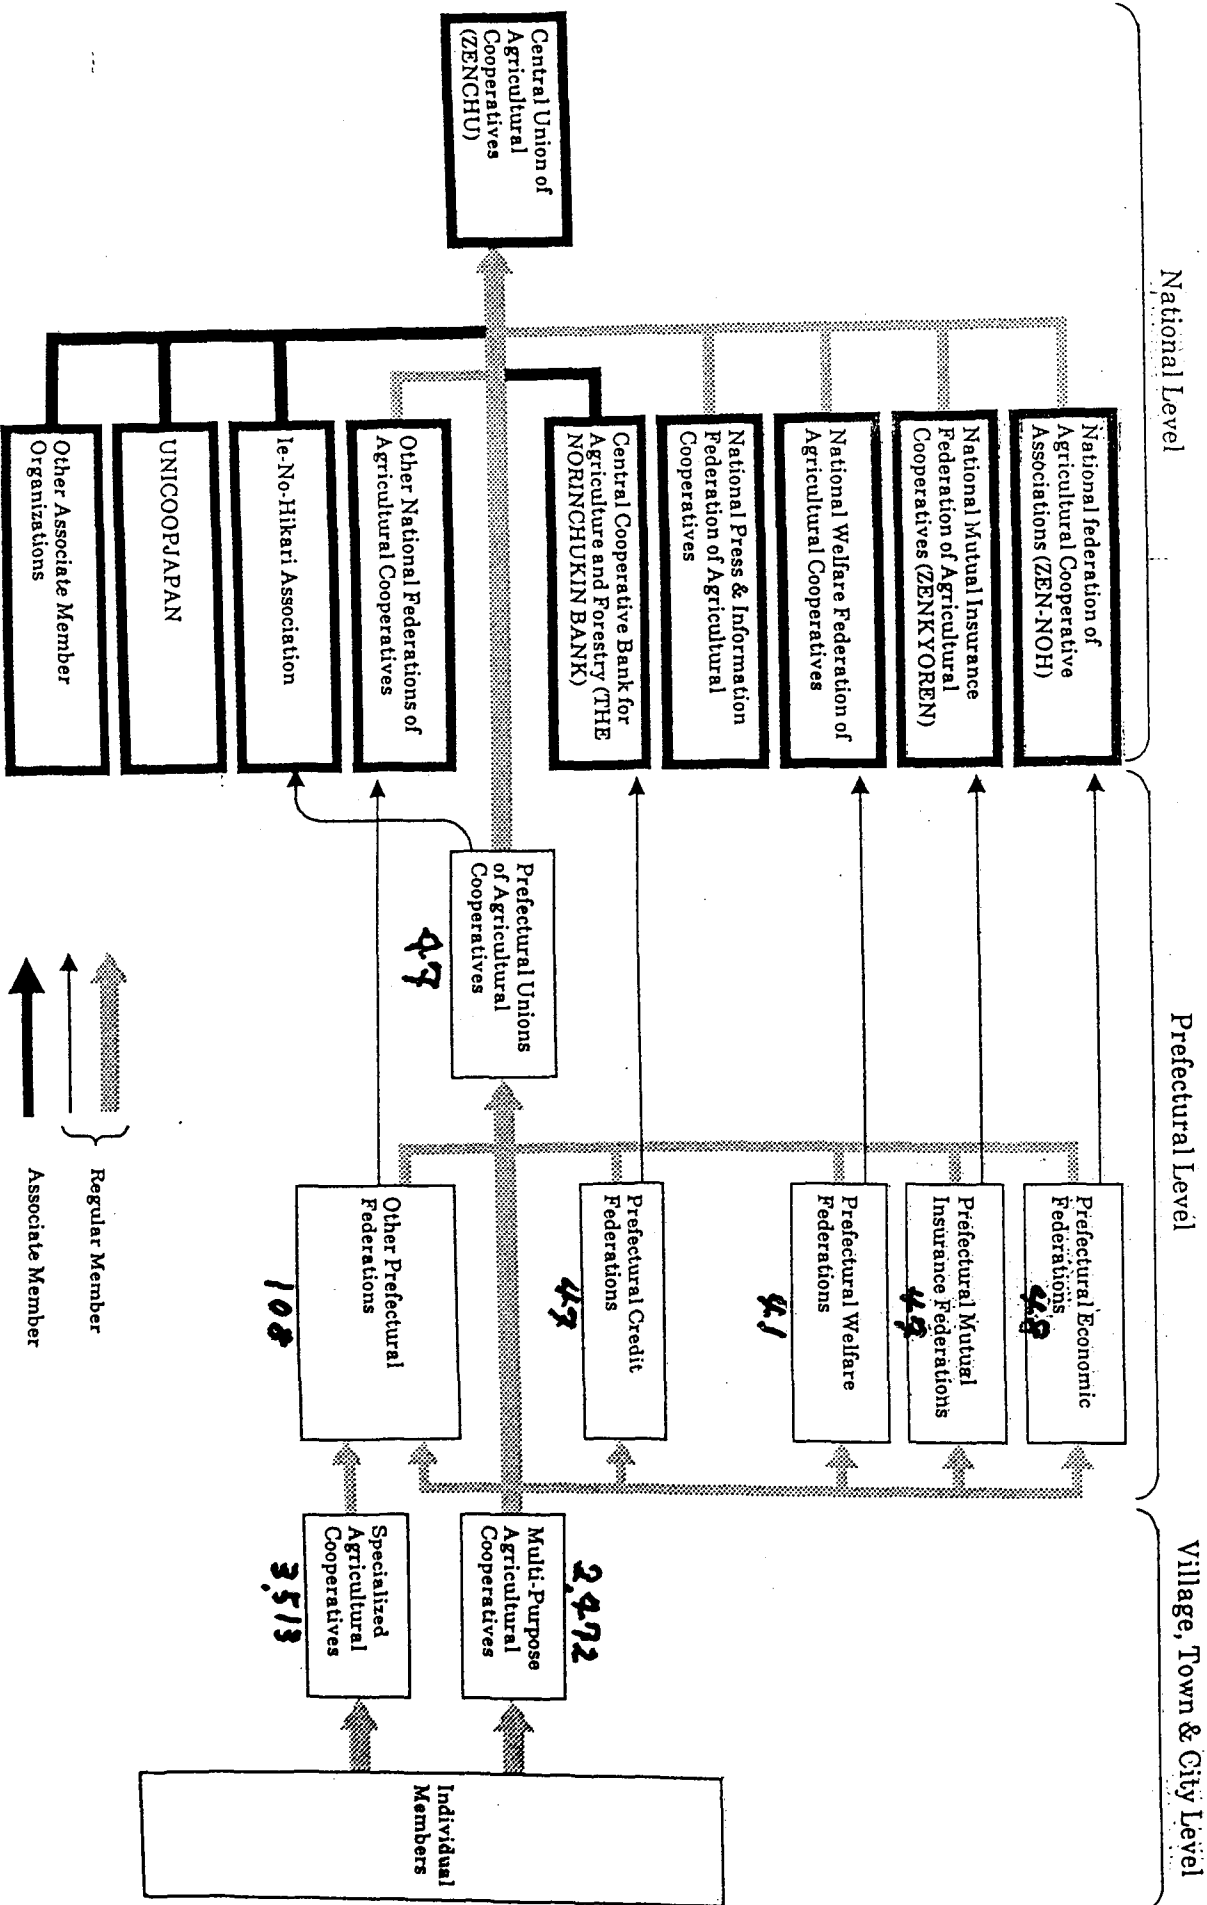 National Level
Prefectural Level
Village, Town & City Level
National federation of
Agricultural Cooperative
Associations (ZEN-NOH)
National Mutual Insurance
Federation of Agricultural
Cooperatives (ZENKYOREN)
National Welfare Federation of
Agricultural Cooperatives
National Press & Information
Federation of Agricultural
Cooperatives
Central Cooperative Bank for
Agriculture and Forestry (THE
NORINCHUKIN BANK)
Central Union of
Agricultural
Cooperatives
(ZENCHU)
Other National Federations of
Agricultural Cooperatives
Ie-No-Hikari Association
UNICOOPJAPAN
Other Associate Member
Organizations
Prefectural Economic
Federations
48
Prefectural Mutual
Insurance Federations
Prefectural Welfare
Federations
41
Prefectural Credit
Federations
47
Prefectural Unions
of Agricultural
Cooperatives
47
Other Prefectural
Federations
108
2,472
Multi-Purpose
Agricultural
Cooperatives
Specialized
Agricultural
Cooperatives
3,513
Individual
Members
Regular Member
Associate Member